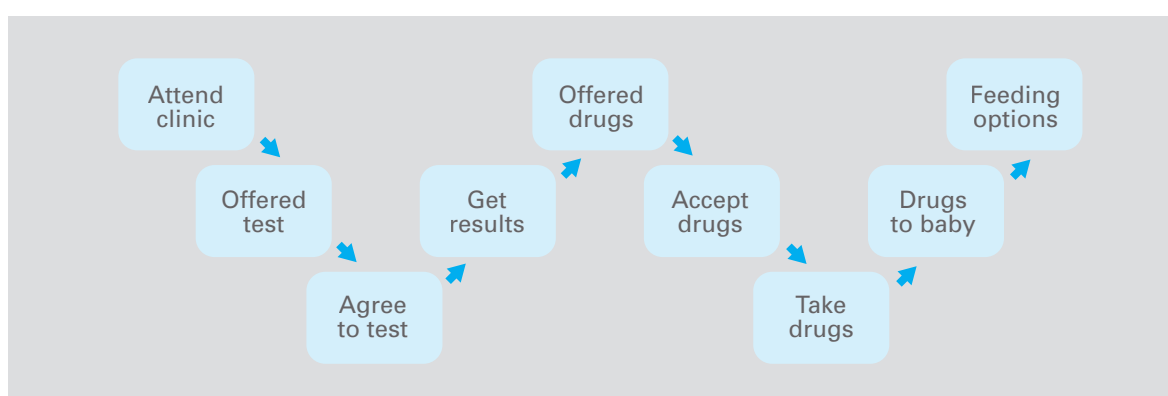 Attend
clinic
Offered
test
Agree
to test
Get
results
Offered
drugs
Accept
drugs
Take
drugs
Drugs
to baby
Feeding
options